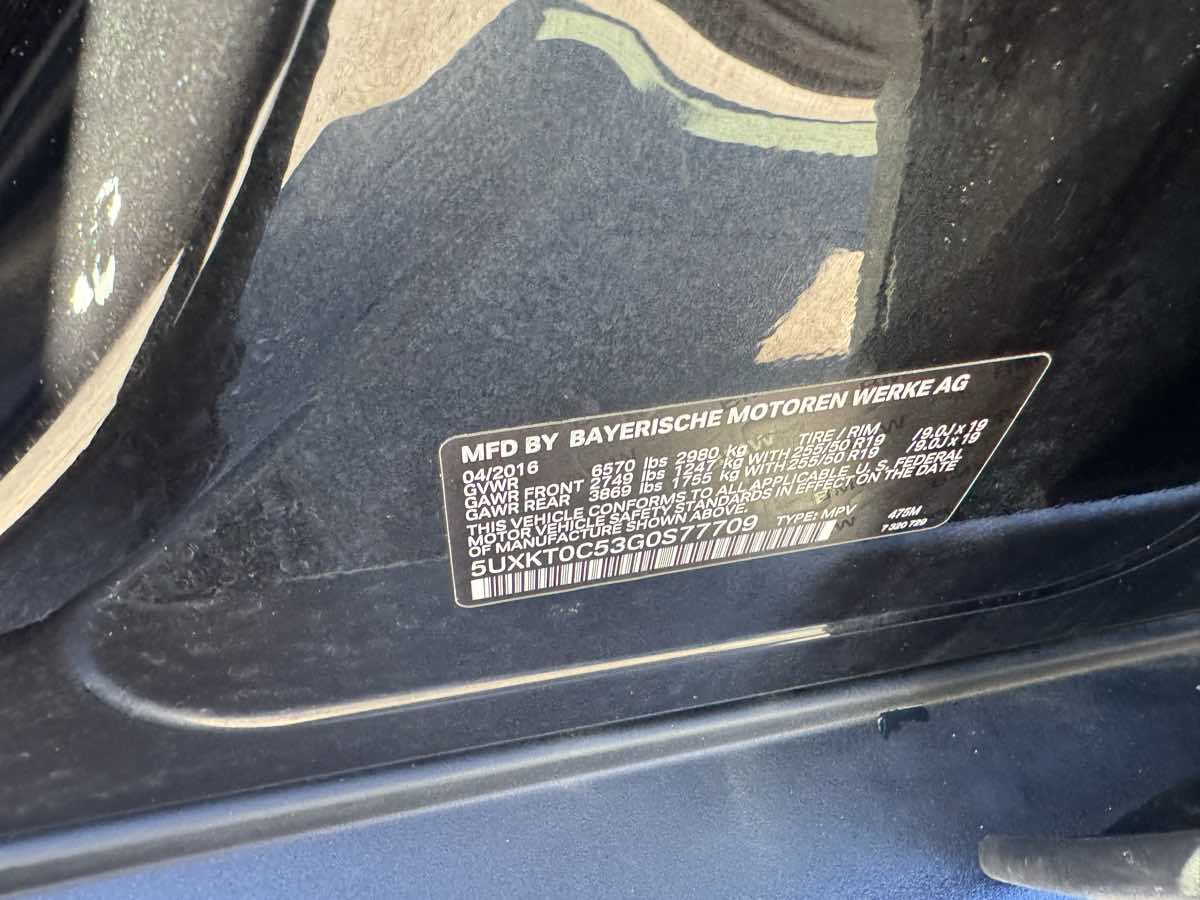 MFD BY BAYERISCHE MOTOREN WERKE AG
04/2016 TIRE / RIM
GVWR 6570 lbs 2980 kg
GAWR FRONT 2749 lbs 1247 kg WITH 255/50 R19 /9.0J x 19
GAWR REAR 3869 lbs 1755 kg WITH 255/50 R19 /9.0J x 19
THIS VEHICLE CONFORMS TO ALL APPLICABLE U.S. FEDERAL
MOTOR VEHICLE SAFETY STANDARDS IN EFFECT ON THE DATE
OF MANUFACTURE SHOWN ABOVE.
5UXKT0C53G0S77709 TYPE: MPV 475M
7 320 729